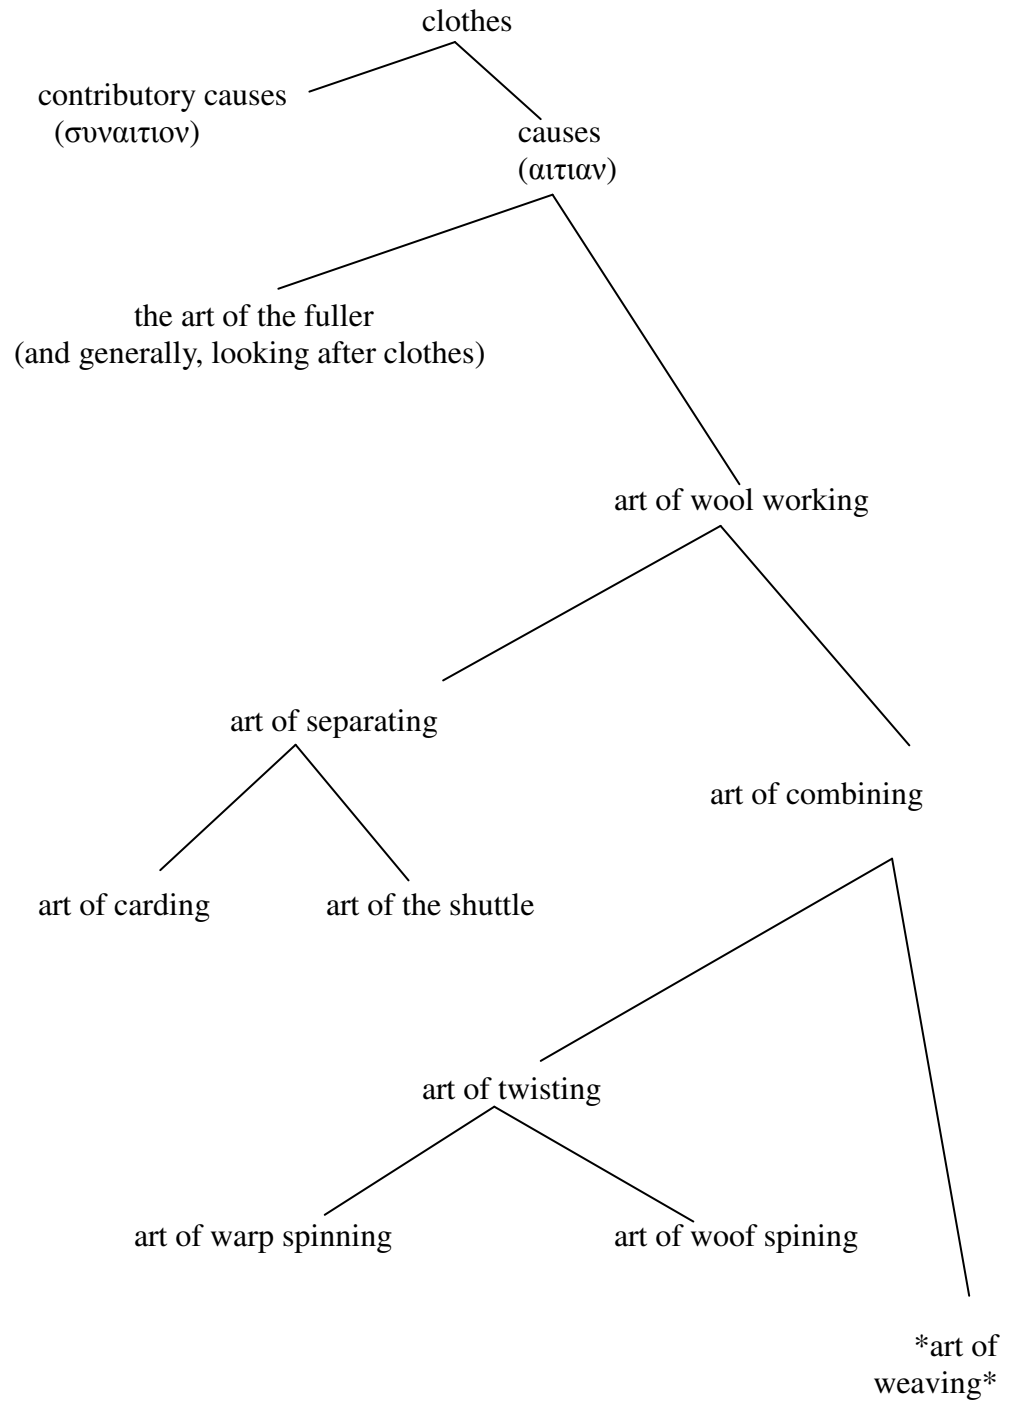 clothes
contributory causes
(συναιτιον)
causes
(αιτιαν)
the art of the fuller
(and generally, looking after clothes)
art of wool working
art of separating
art of combining
art of carding
art of the shuttle
art of twisting
art of warp spinning
art of woof spining
*art of
weaving*